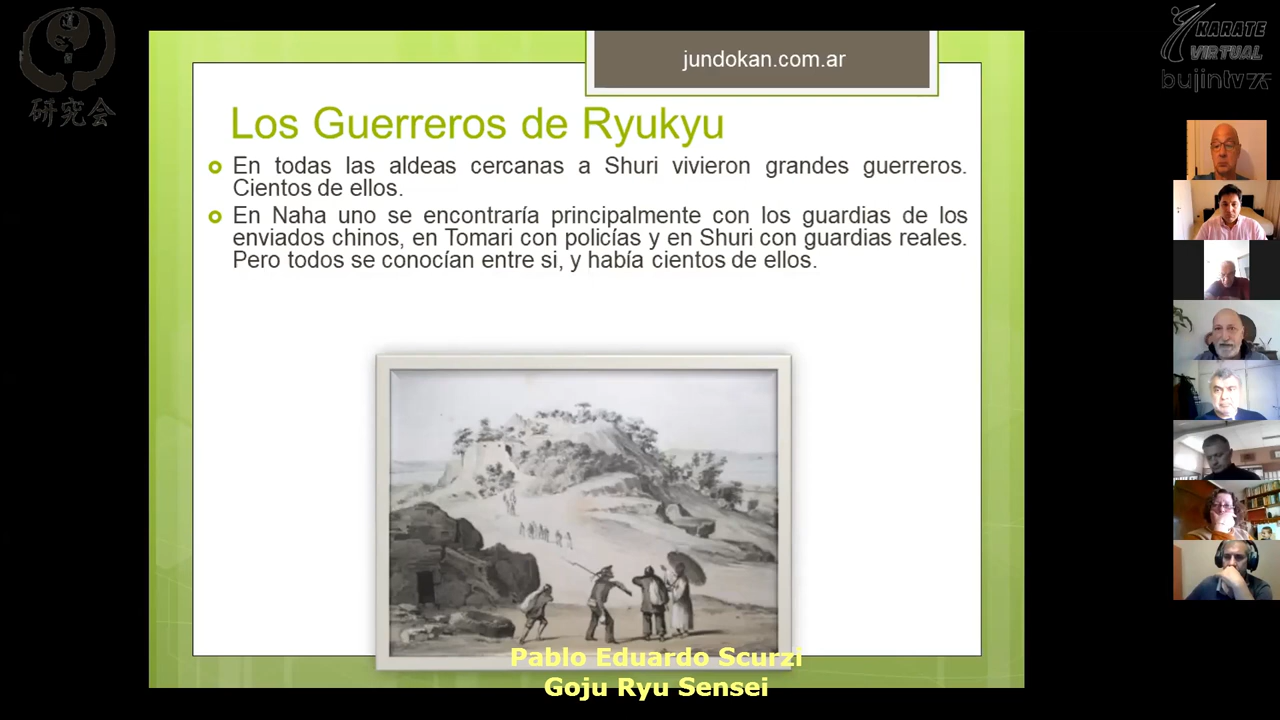 研究会
KARATE
VIRTUAL
bujintv
jundokan.com.ar
Los Guerreros de Ryukyu
En todas las aldeas cercanas a Shuri vivieron grandes guerreros.
Cientos de ellos.
En Naha uno se encontraría principalmente con los guardias de los
enviados chinos, en Tomari con policías y en Shuri con guardias reales.
Pero todos se conocían entre si, y había cientos de ellos.
Pablo Eduardo Scurzi
Goju Ryu Sensei